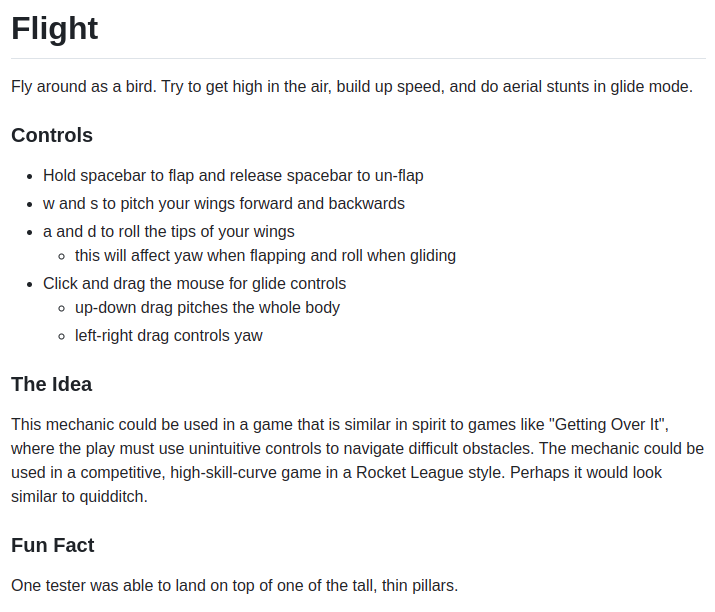 Flight
Fly around as a bird. Try to get high in the air, build up speed, and do aerial stunts in glide mode.
Controls
Hold spacebar to flap and release spacebar to un-flap
w and s to pitch your wings forward and backwards
a and d to roll the tips of your wings
this will affect yaw when flapping and roll when gliding
Click and drag the mouse for glide controls
up-down drag pitches the whole body
left-right drag controls yaw
The Idea
This mechanic could be used in a game that is similar in spirit to games like "Getting Over It",
where the play must use unintuitive controls to navigate difficult obstacles. The mechanic could be
used in a competitive, high-skill-curve game in a Rocket League style. Perhaps it would look
similar to quidditch.
Fun Fact
One tester was able to land on top of one of the tall, thin pillars.